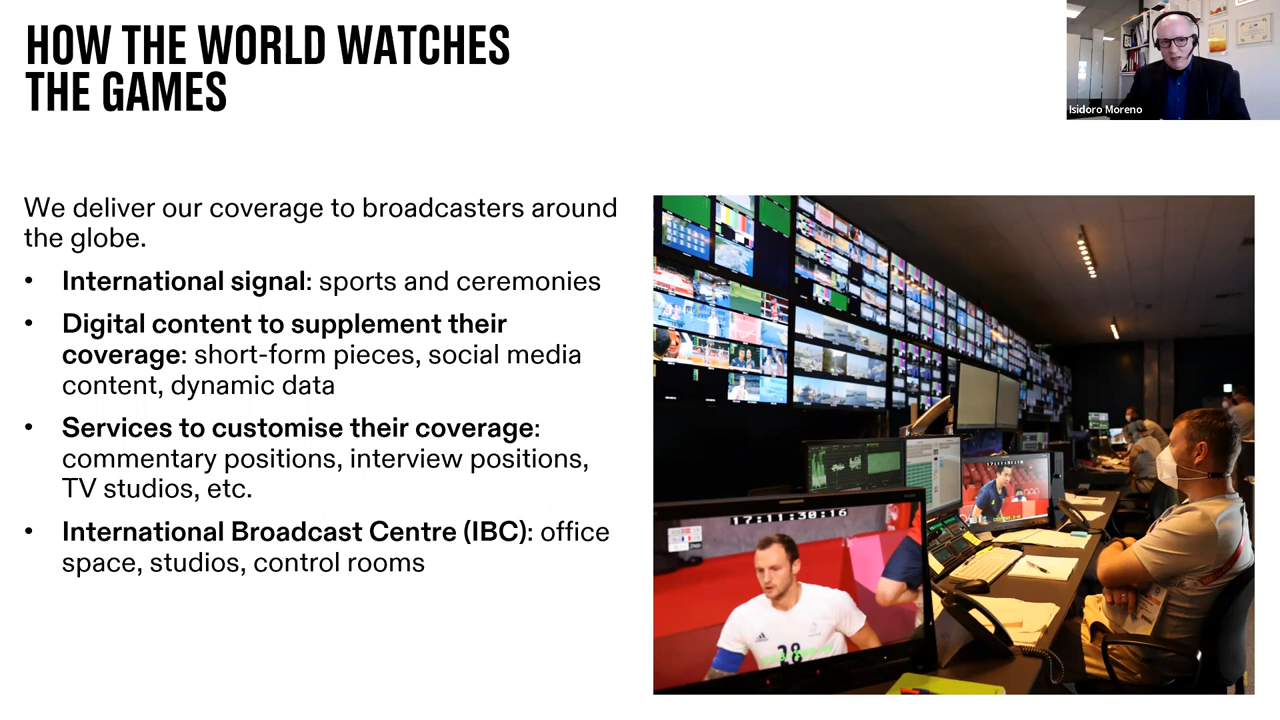 HOW THE WORLD WATCHES
THE GAMES
Isidoro Moreno
We deliver our coverage to broadcasters around
the globe.
• International signal: sports and ceremonies
• Digital content to supplement their
coverage: short-form pieces, social media
content, dynamic data
• Services to customise their coverage:
commentary positions, interview positions,
TV studios, etc.
• International Broadcast Centre (IBC): office
space, studios, control rooms
17:11:30:16
28